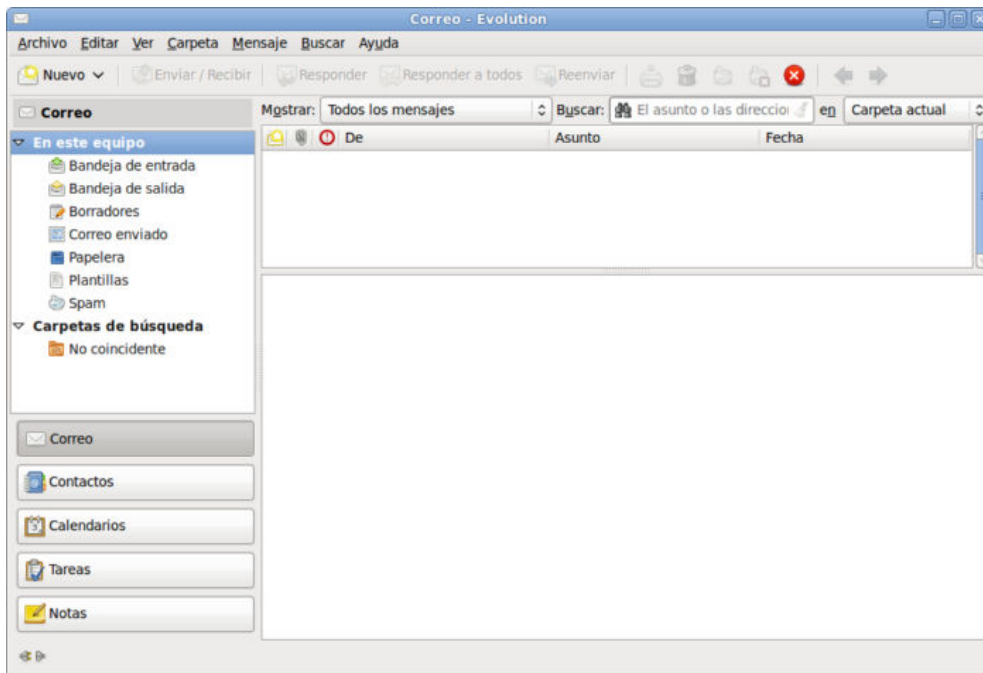 Correo - Evolution
Archivo Editar Ver Carpeta Mensaje Buscar Ayuda
Nuevo Enviar / Recibir Responder Responder a todos Reenviar
Correo
Mostrar: Todos los mensajes Buscar: El asunto o las direccio en Carpeta actual
De Asunto Fecha
En este equipo
Bandeja de entrada
Bandeja de salida
Borradores
Correo enviado
Papelera
Plantillas
Spam
Carpetas de búsqueda
No coincidente
Correo
Contactos
Calendarios
Tareas
Notas